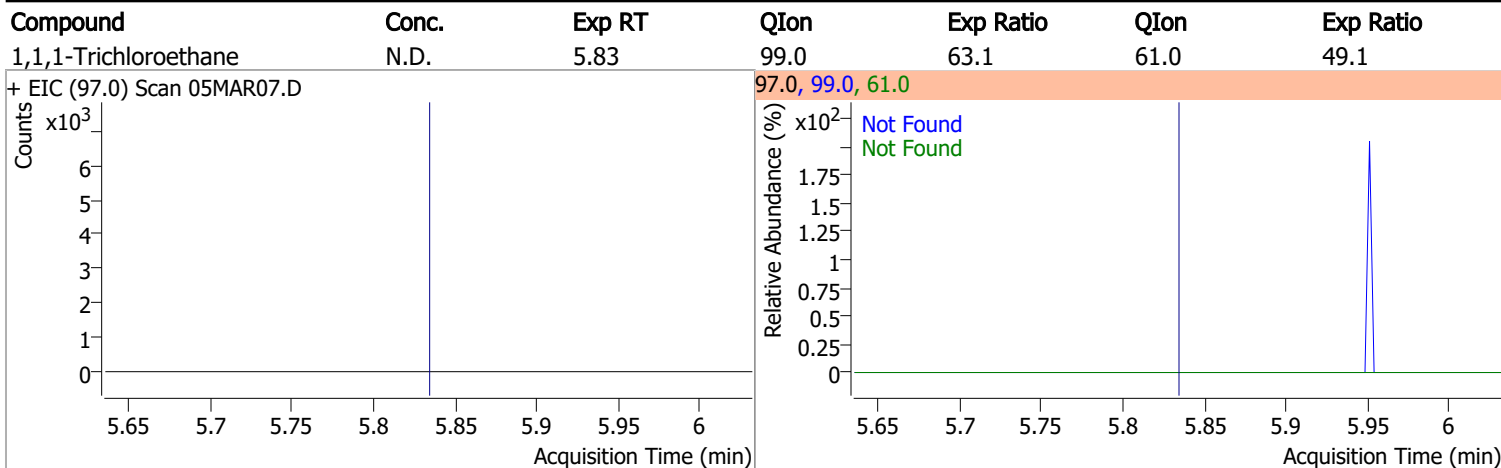 Compound Conc. Exp RT QIon Exp Ratio QIon Exp Ratio
1,1,1-Trichloroethane N.D. 5.83 99.0 63.1 61.0 49.1
+ EIC (97.0) Scan 05MAR07.D
Counts
x10³
6
5
4
3
2
1
0
5.65 5.7 5.75 5.8 5.85 5.9 5.95 6
Acquisition Time (min)
97.0, 99.0, 61.0
Relative Abundance (%)
x10²
Not Found
Not Found
1.75
1.5
1.25
1
0.75
0.5
0.25
0
5.65 5.7 5.75 5.8 5.85 5.9 5.95 6
Acquisition Time (min)